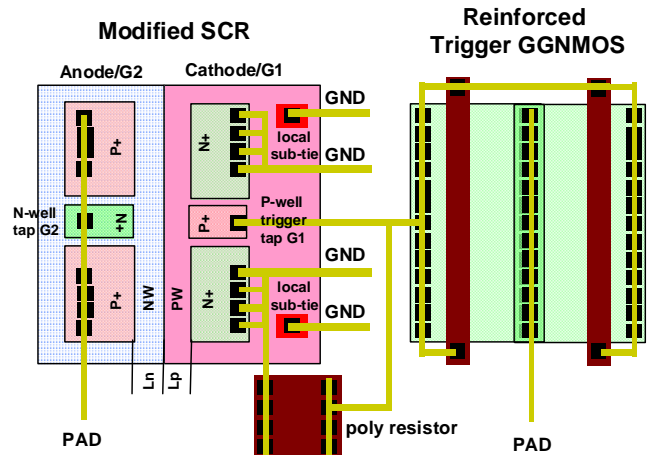 Modified SCR
Reinforced
Trigger GGNMOS
Anode/G2
Cathode/G1
P+
N+
local
sub-tie
GND
GND
N-well
tap G2
N+
P+
P-well
trigger
tap G1
P+
NW
PW
N+
local
sub-tie
GND
GND
Ln
Lp
PAD
poly resistor
PAD